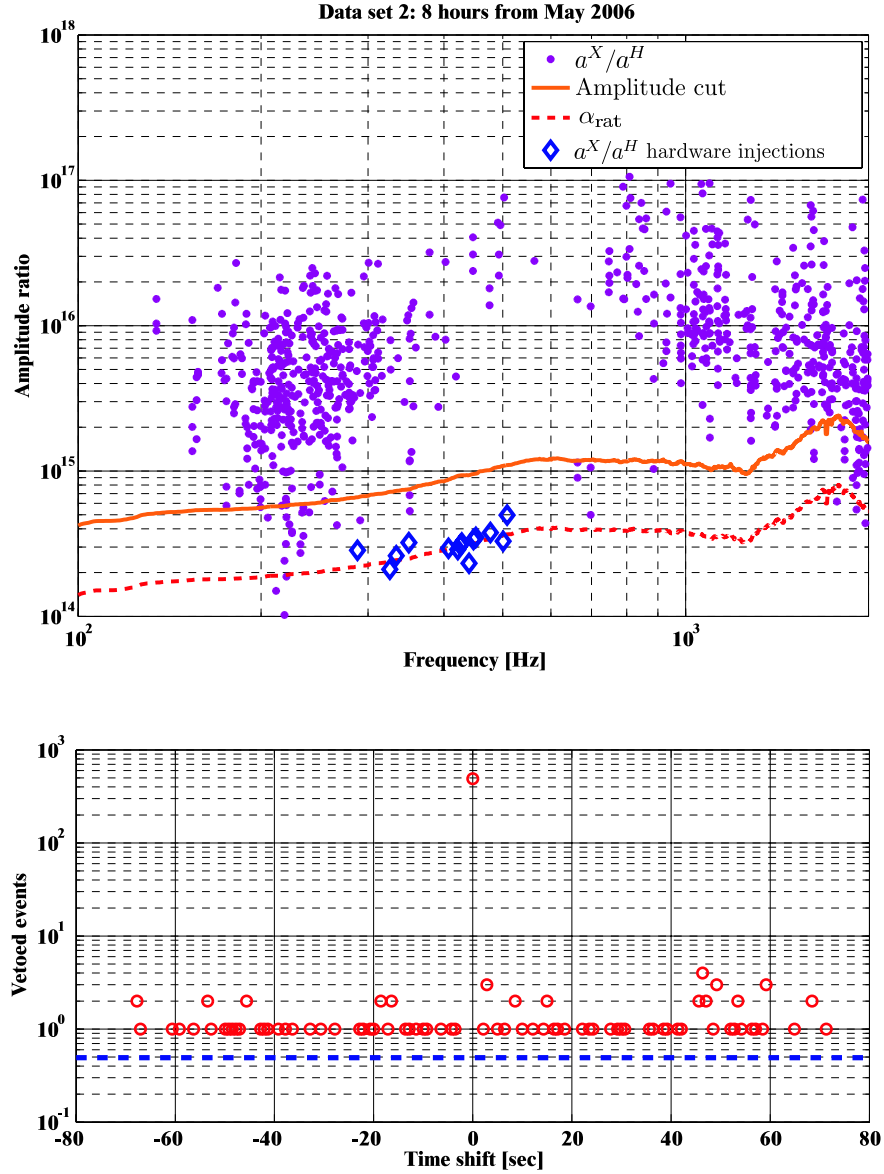 Data set 2: 8 hours from May 2006
10^18
10^17
10^16
10^15
10^14
Amplitude ratio
a^X/a^H
Amplitude cut
α_rat
a^X/a^H hardware injections
10^2
10^3
Frequency [Hz]
10^3
10^2
10^1
10^0
10^-1
Vetoed events
-80 -60 -40 -20 0 20 40 60 80
Time shift [sec]